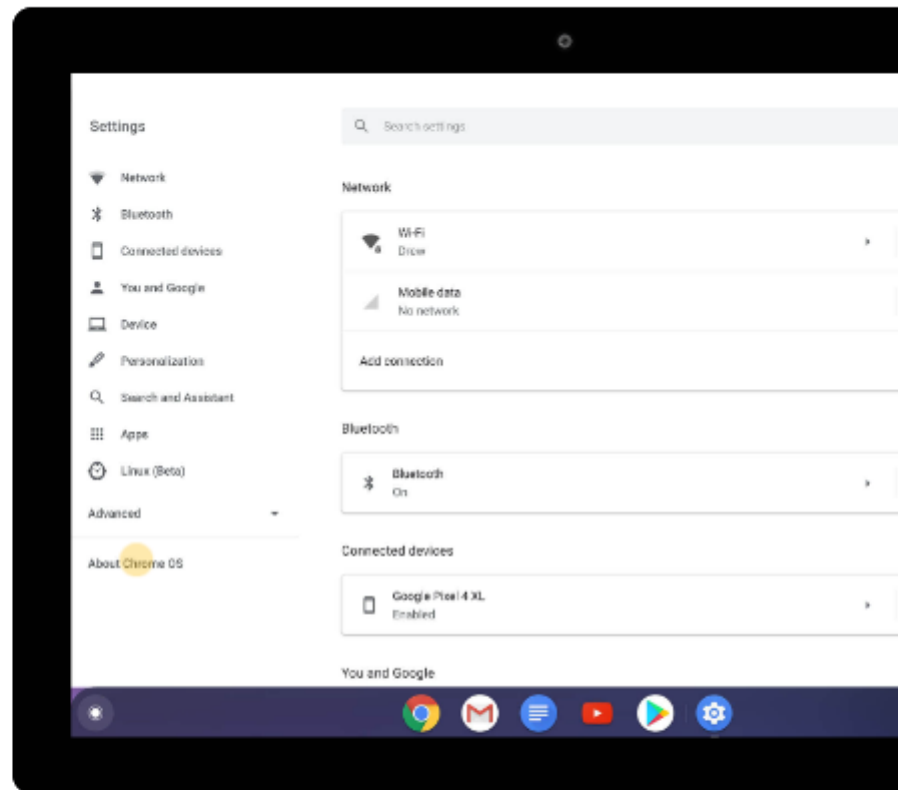 Settings
Search settings
Network
Bluetooth
Connected devices
You and Google
Device
Personalization
Search and Assistant
Apps
Linux (Beta)
Advanced
About Chrome OS
Network
Wi-Fi
Drow
Mobile data
No network
Add connection
Bluetooth
Bluetooth
On
Connected devices
Google Pixel 4 XL
Enabled
You and Google